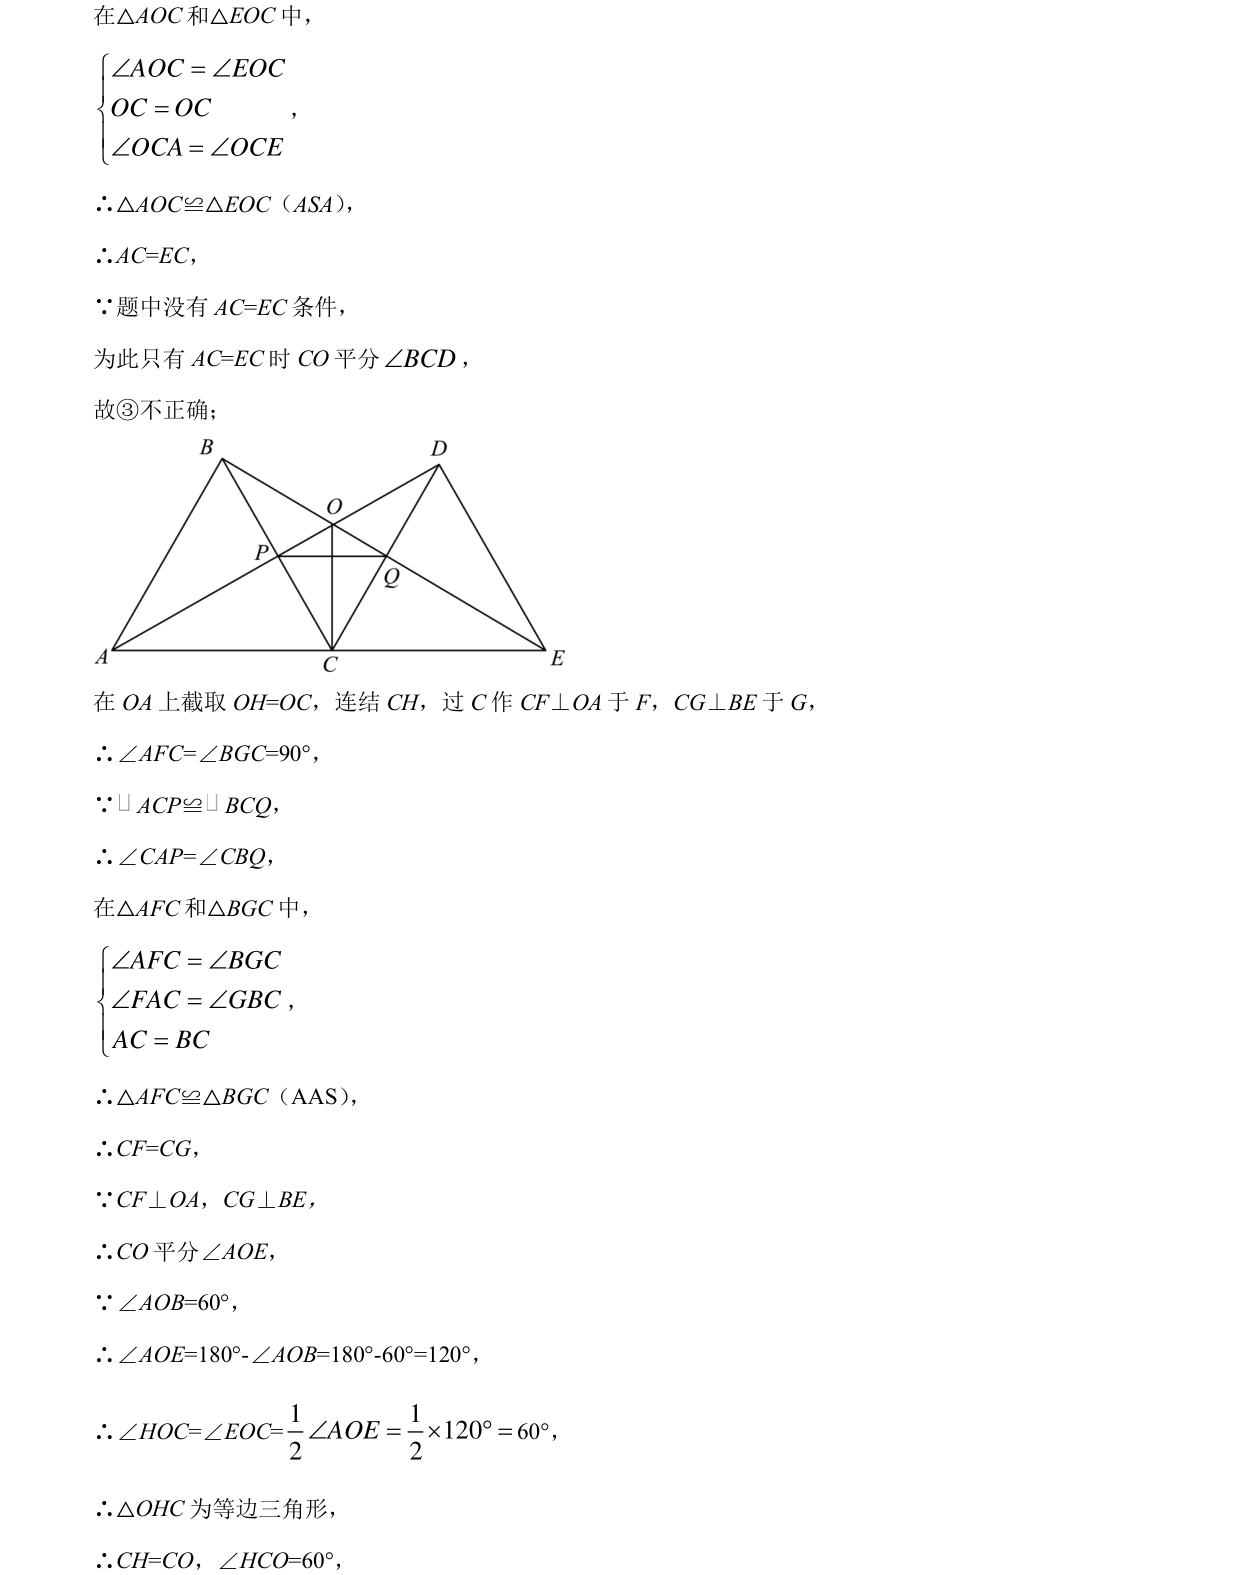 在△AOC和△EOC中，
∠AOC = ∠EOC
OC = OC ，
∠OCA = ∠OCE
∴△AOC≌△EOC（ASA），
∴AC=EC，
∵题中没有AC=EC条件，
为此只有AC=EC时CO平分∠BCD，
故③不正确；
B D
O
P
Q
A C E
在OA上截取OH=OC，连结CH，过C作CF⊥OA于F，CG⊥BE于G，
∴∠AFC=∠BGC=90°，
∵ ACP≌ BCQ，
∴∠CAP=∠CBQ，
在△AFC和△BGC中，
∠AFC = ∠BGC
∠FAC = ∠GBC ，
AC = BC
∴△AFC≌△BGC（AAS），
∴CF=CG，
∵CF⊥OA，CG⊥BE，
∴CO平分∠AOE，
∵∠AOB=60°，
∴∠AOE=180°-∠AOB=180°-60°=120°，
∴∠HOC=∠EOC=1/2∠AOE = 1/2×120° = 60°，
∴△OHC为等边三角形，
∴CH=CO，∠HCO=60°，